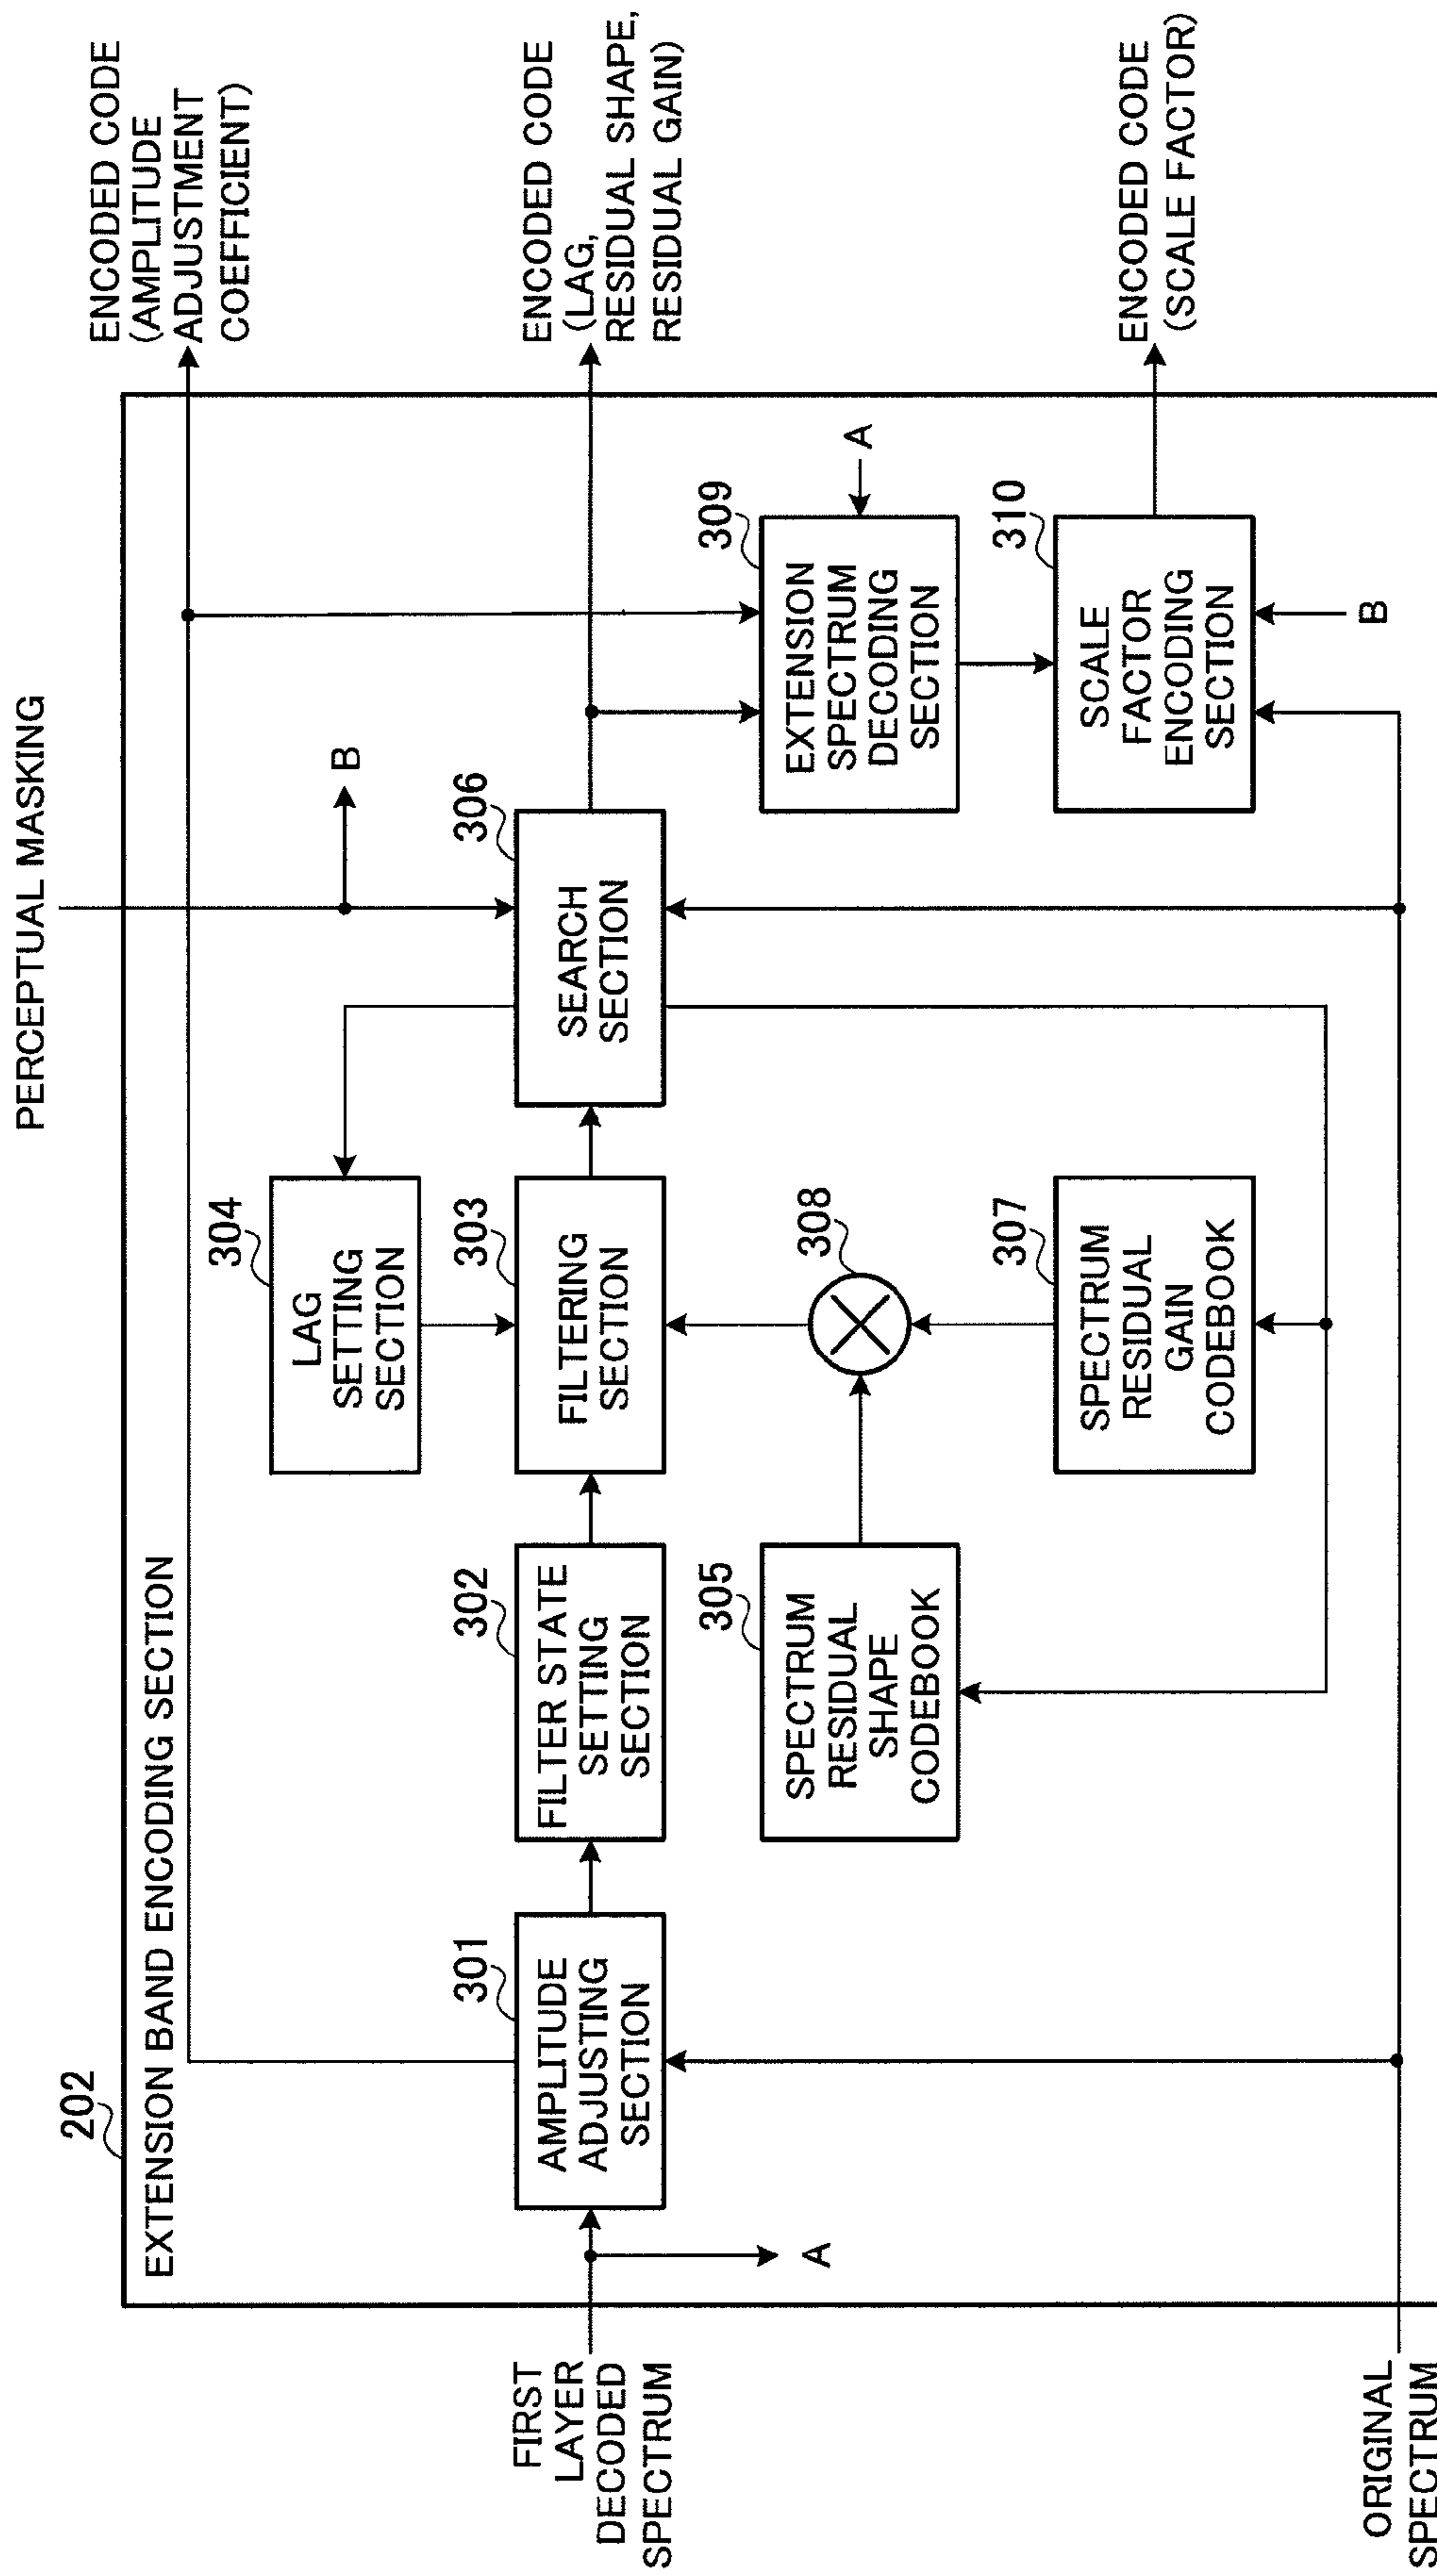 PERCEPTUAL MASKING
202
EXTENSION BAND ENCODING SECTION
ENCODED CODE
(AMPLITUDE
ADJUSTMENT
COEFFICIENT)
304
LAG
SETTING
SECTION
B
FIRST
LAYER
DECODED
SPECTRUM
301
AMPLITUDE
ADJUSTING
SECTION
302
FILTER STATE
SETTING
SECTION
303
FILTERING
SECTION
306
SEARCH
SECTION
ENCODED CODE
(LAG,
RESIDUAL SHAPE,
RESIDUAL GAIN)
A
305
SPECTRUM
RESIDUAL
SHAPE
CODEBOOK
308
309
EXTENSION
SPECTRUM
DECODING
SECTION
A
307
SPECTRUM
RESIDUAL
GAIN
CODEBOOK
310
SCALE
FACTOR
ENCODING
SECTION
ENCODED CODE
(SCALE FACTOR)
B
ORIGINAL
SPECTRUM